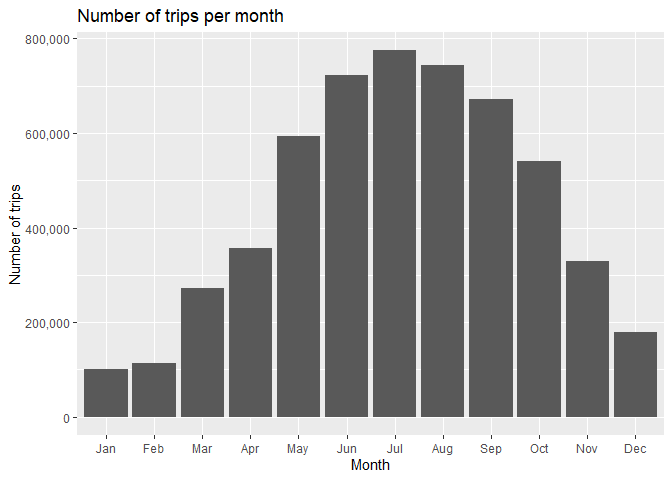 Number of trips per month
800,000
600,000
400,000
200,000
0
Number of trips
Jan Feb Mar Apr May Jun Jul Aug Sep Oct Nov Dec
Month